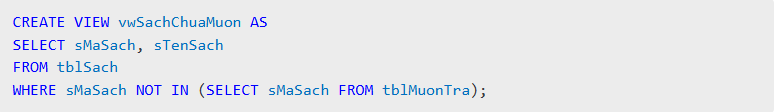 CREATE VIEW vwSachChuaMuon AS
SELECT sMaSach, sTenSach
FROM tblSach
WHERE sMaSach NOT IN (SELECT sMaSach FROM tblMuonTra);